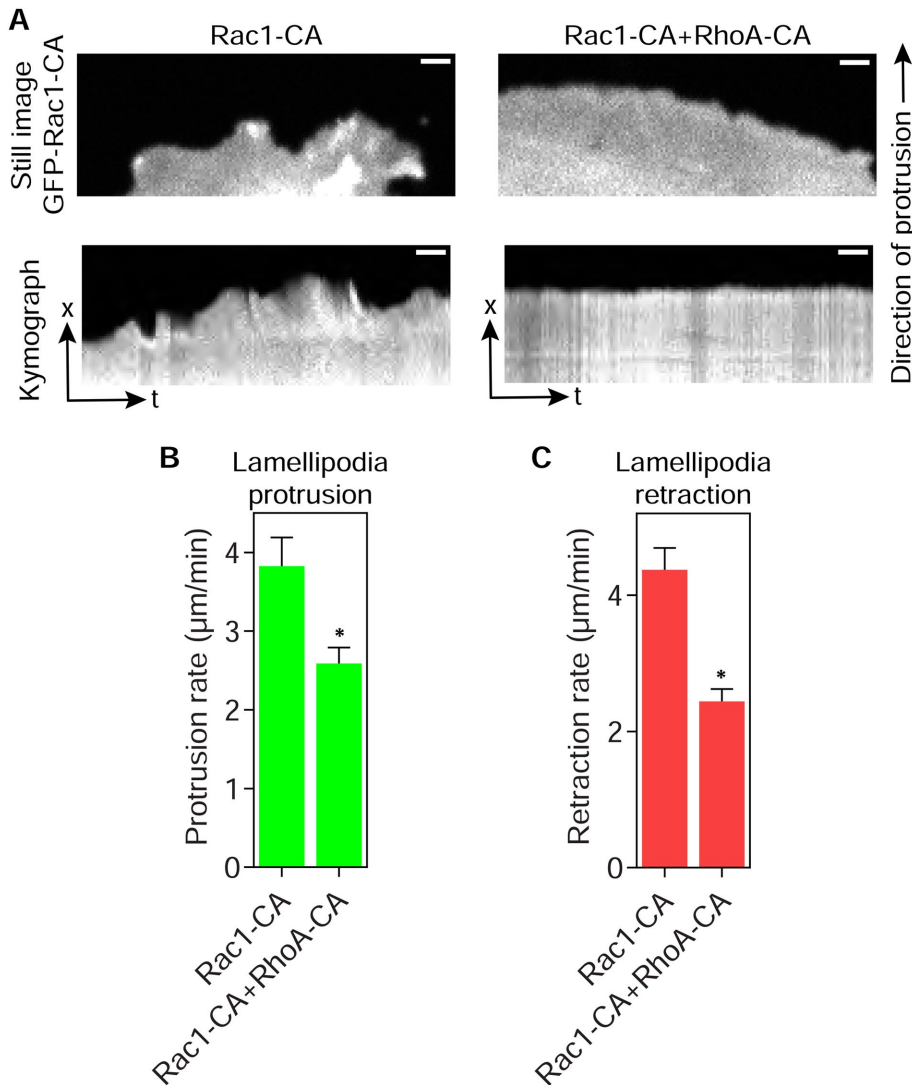 A
Rac1-CA
Rac1-CA+RhoA-CA
Still image
GFP-Rac1-CA
Direction of protrusion
Kymograph
x
t
x
t
B
Lamellipodia
protrusion
Protrusion rate (µm/min)
4
3
2
1
0
Rac1-CA
Rac1-CA+RhoA-CA
*
C
Lamellipodia
retraction
Retraction rate (µm/min)
4
2
0
Rac1-CA
Rac1-CA+RhoA-CA
*